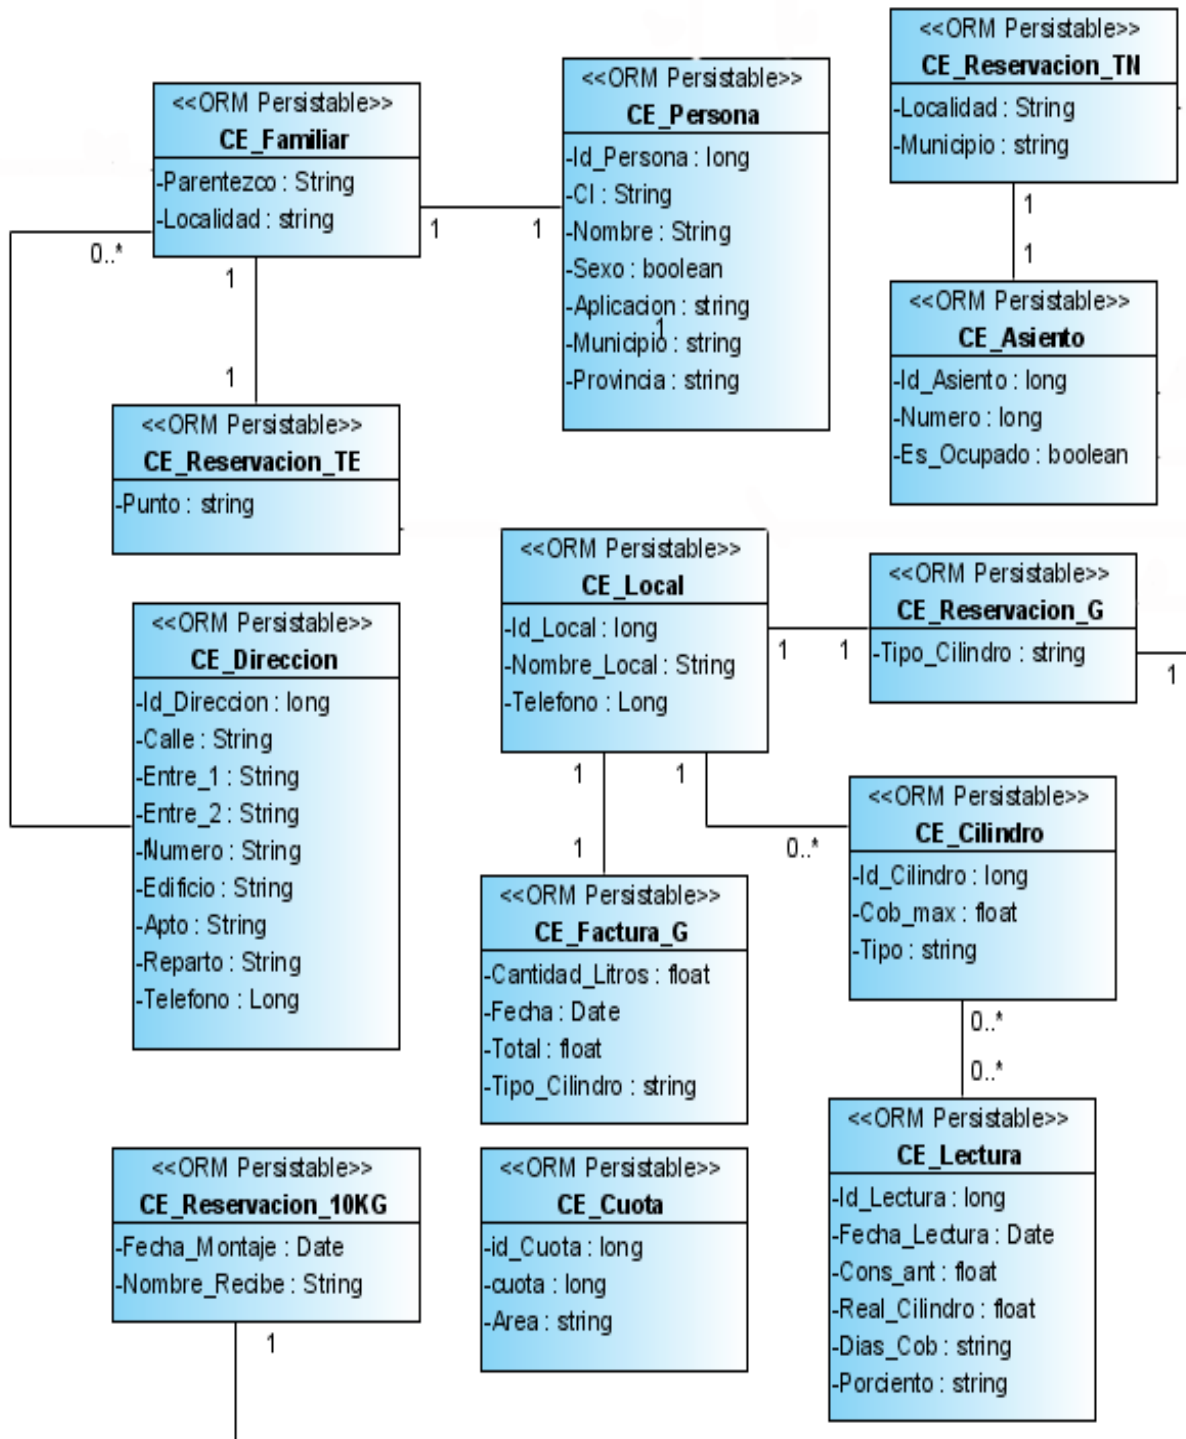 <<ORM Persistable>>
CE_Reservacion_TN
-Localidad : String
-Municipio : string
1
1
<<ORM Persistable>>
CE_Familiar
-Parentezco : String
-Localidad : string
0..*
1
1
1
1
<<ORM Persistable>>
CE_Persona
-Id_Persona : long
-CI : String
-Nombre : String
-Sexo : boolean
-Aplicacion : string
1
-Municipio : string
-Provincia : string
<<ORM Persistable>>
CE_Asiento
-Id_Asiento : long
-Numero : long
-Es_Ocupado : boolean
<<ORM Persistable>>
CE_Reservacion_TE
-Punto : string
<<ORM Persistable>>
CE_Local
-Id_Local : long
-Nombre_Local : String
-Telefono : Long
1
1
<<ORM Persistable>>
CE_Reservacion_G
-Tipo_Cilindro : string
1
<<ORM Persistable>>
CE_Direccion
-Id_Direccion : long
-Calle : String
-Entre_1 : String
-Entre_2 : String
-Numero : String
1
-Edificio : String
-Apto : String
-Reparto : String
-Telefono : Long
1
1
1
0..*
<<ORM Persistable>>
CE_Cilindro
-Id_Cilindro : long
-Cob_max : float
-Tipo : string
0..*
0..*
<<ORM Persistable>>
CE_Factura_G
-Cantidad_Litros : float
-Fecha : Date
-Total : float
-Tipo_Cilindro : string
<<ORM Persistable>>
CE_Lectura
-Id_Lectura : long
-Fecha_Lectura : Date
-Cons_ant : float
-Real_Cilindro : float
-Dias_Cob : string
-Porciento : string
<<ORM Persistable>>
CE_Reservacion_10KG
-Fecha_Montaje : Date
-Nombre_Recibe : String
1
<<ORM Persistable>>
CE_Cuota
-id_Cuota : long
-cuota : long
-Area : string